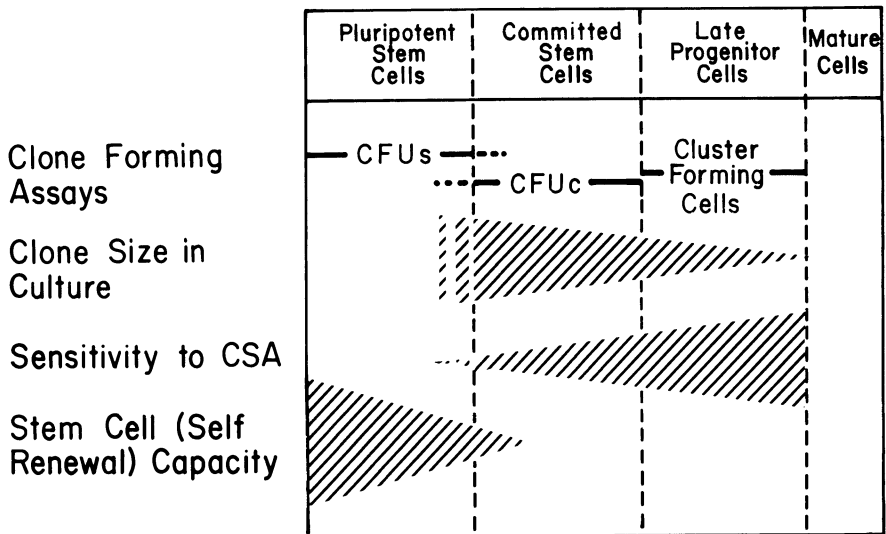 Pluripotent
Stem
Cells
Committed
Stem
Cells
Late
Progenitor
Cells
Mature
Cells
Clone Forming
Assays
CFUs
CFUc
Cluster
Forming
Cells
Clone Size in
Culture
Sensitivity to CSA
Stem Cell (Self
Renewal) Capacity